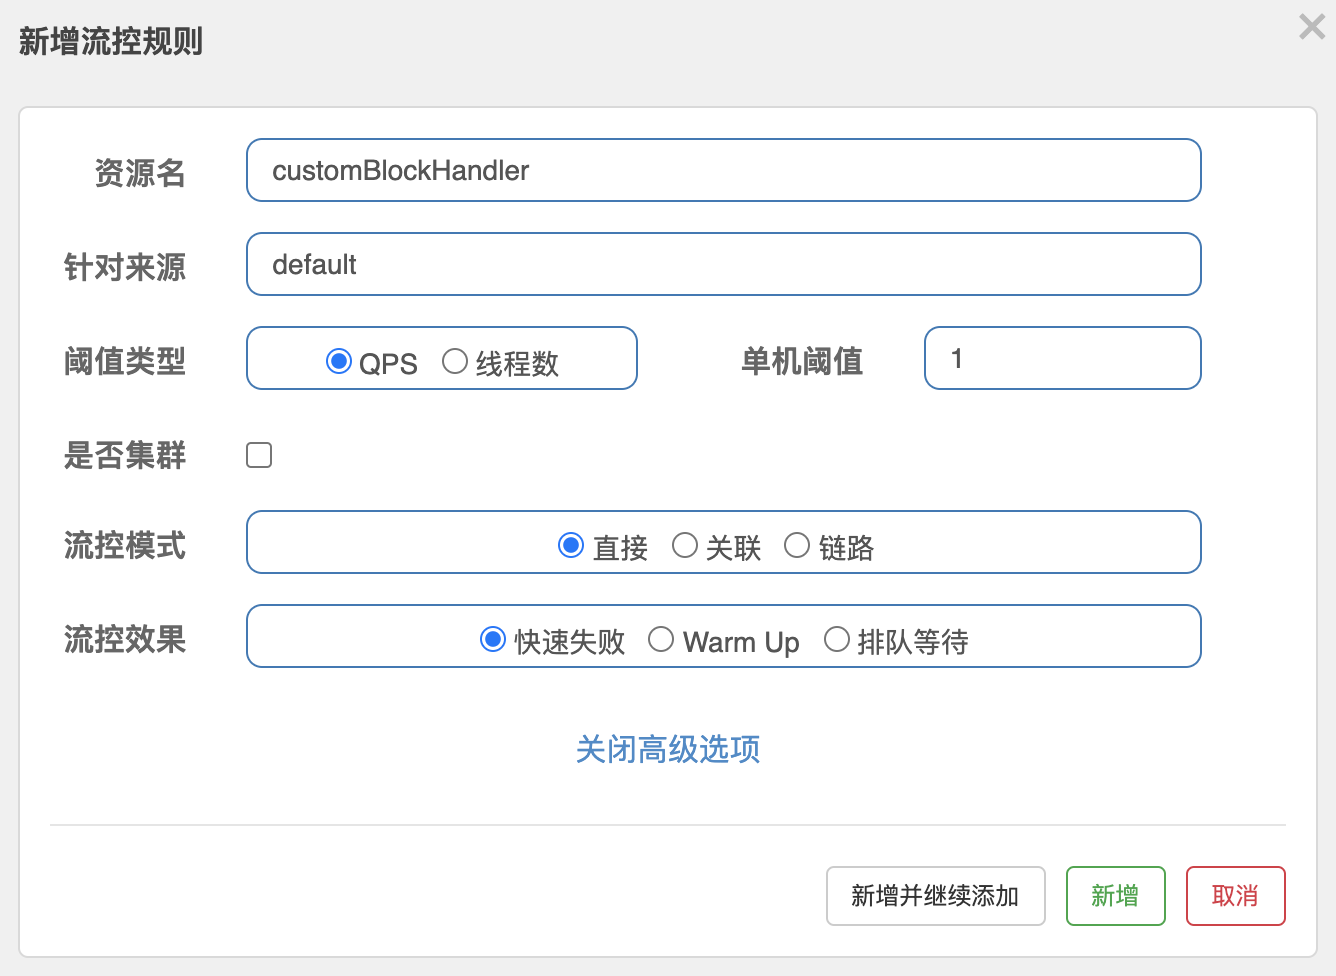 新增流控规则
资源名 customBlockHandler
针对来源 default
阈值类型 QPS 线程数 单机阈值 1
是否集群
流控模式 直接 关联 链路
流控效果 快速失败 Warm Up 排队等待
关闭高级选项
新增并继续添加 新增 取消